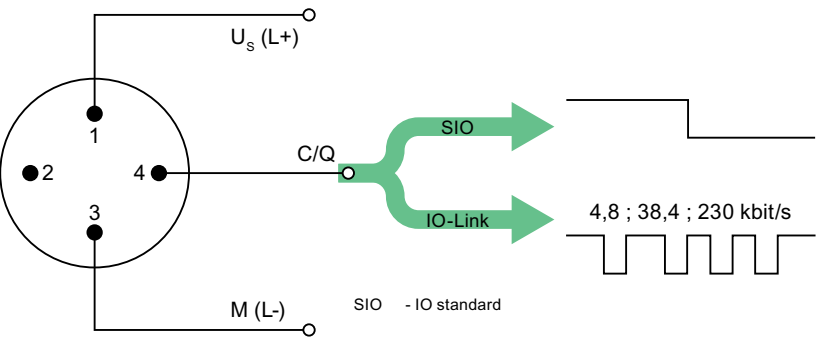 U_S (L+)
1
2
4
3
C/Q
SIO
IO-Link
4,8 ; 38,4 ; 230 kbit/s
M (L-)
SIO - IO standard